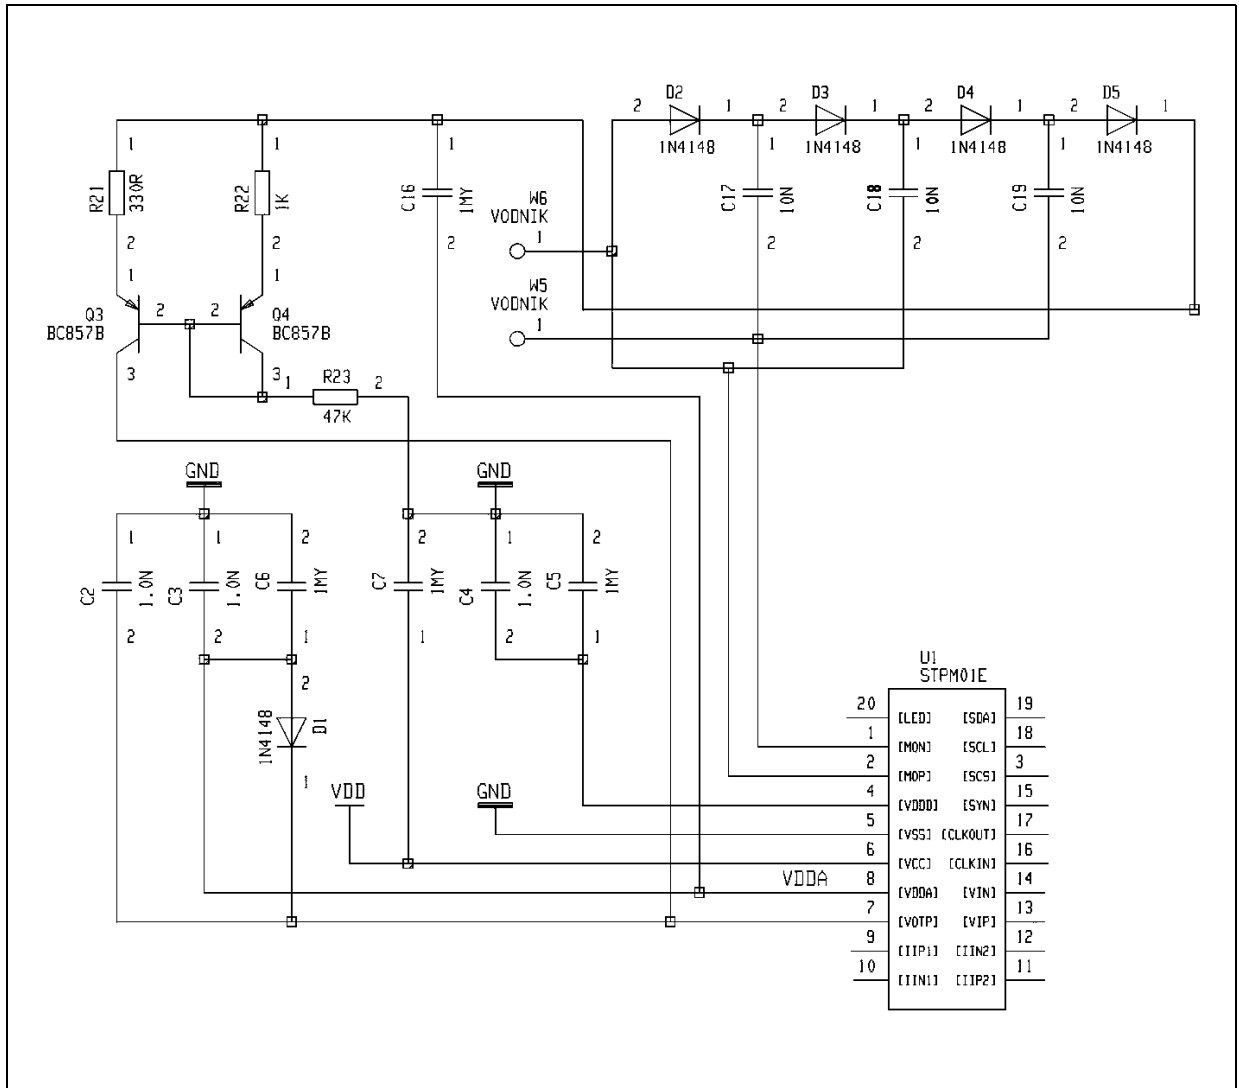 D2 D3 D4 D5
2 1 2 1 2 1 2 1
1N4148 1N4148 1N4148 1N4148
1 1 1 1 1 1
R21 330R R22 1K C16 1MY C17 10N C18 10N C19 10N
W6
VODNIK
1
2 2 2 2 2 2
1 1
W5
VODNIK
1
Q3
BC857B
2 2
Q4
BC857B
3 3
1 R23 2
47K
GND GND
1 1 2 2 1 2
C2 1.0N C3 1.0N C6 1MY C7 1MY C4 1.0N C5 1MY
2 2 1 1 2 1
2
1N4148 D1
1
VDD GND
VDDA
U1
STPM01E
20 [LED] [SDA] 19
1 [MON] [SCL] 18
2 [MOP] [SCS] 3
4 [VDDD] [SYN] 15
5 [VSS] [CLKOUT] 17
6 [VCC] [CLKIN] 16
8 [VDDA] [VIN] 14
7 [VOTP] [VIP] 13
9 [IIP1] [IIN2] 12
10 [IIN1] [IIP2] 11